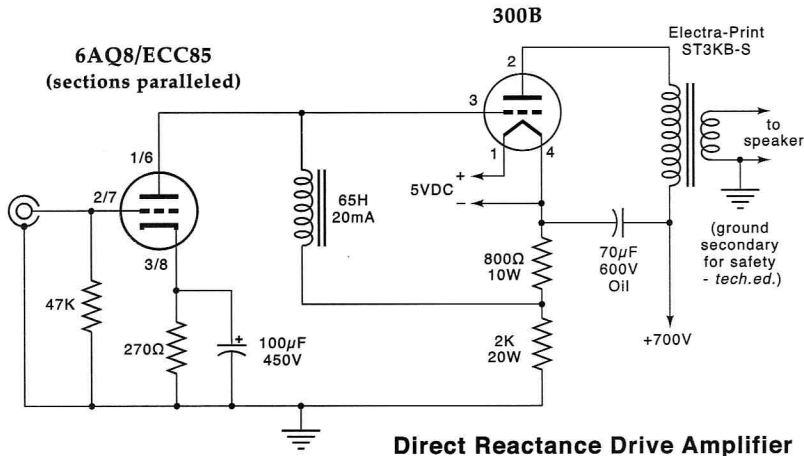 300B
Electra-Print
ST3KB-S
6AQ8/ECC85
(sections paralleled)
2
3
1
4
1/6
2/7
3/8
+
5VDC
–
to
speaker
65H
20mA
47K
270Ω
+
100µF
450V
800Ω
10W
2K
20W
70µF
600V
Oil
(ground
secondary
for safety
- tech.ed.)
+700V
Direct Reactance Drive Amplifier